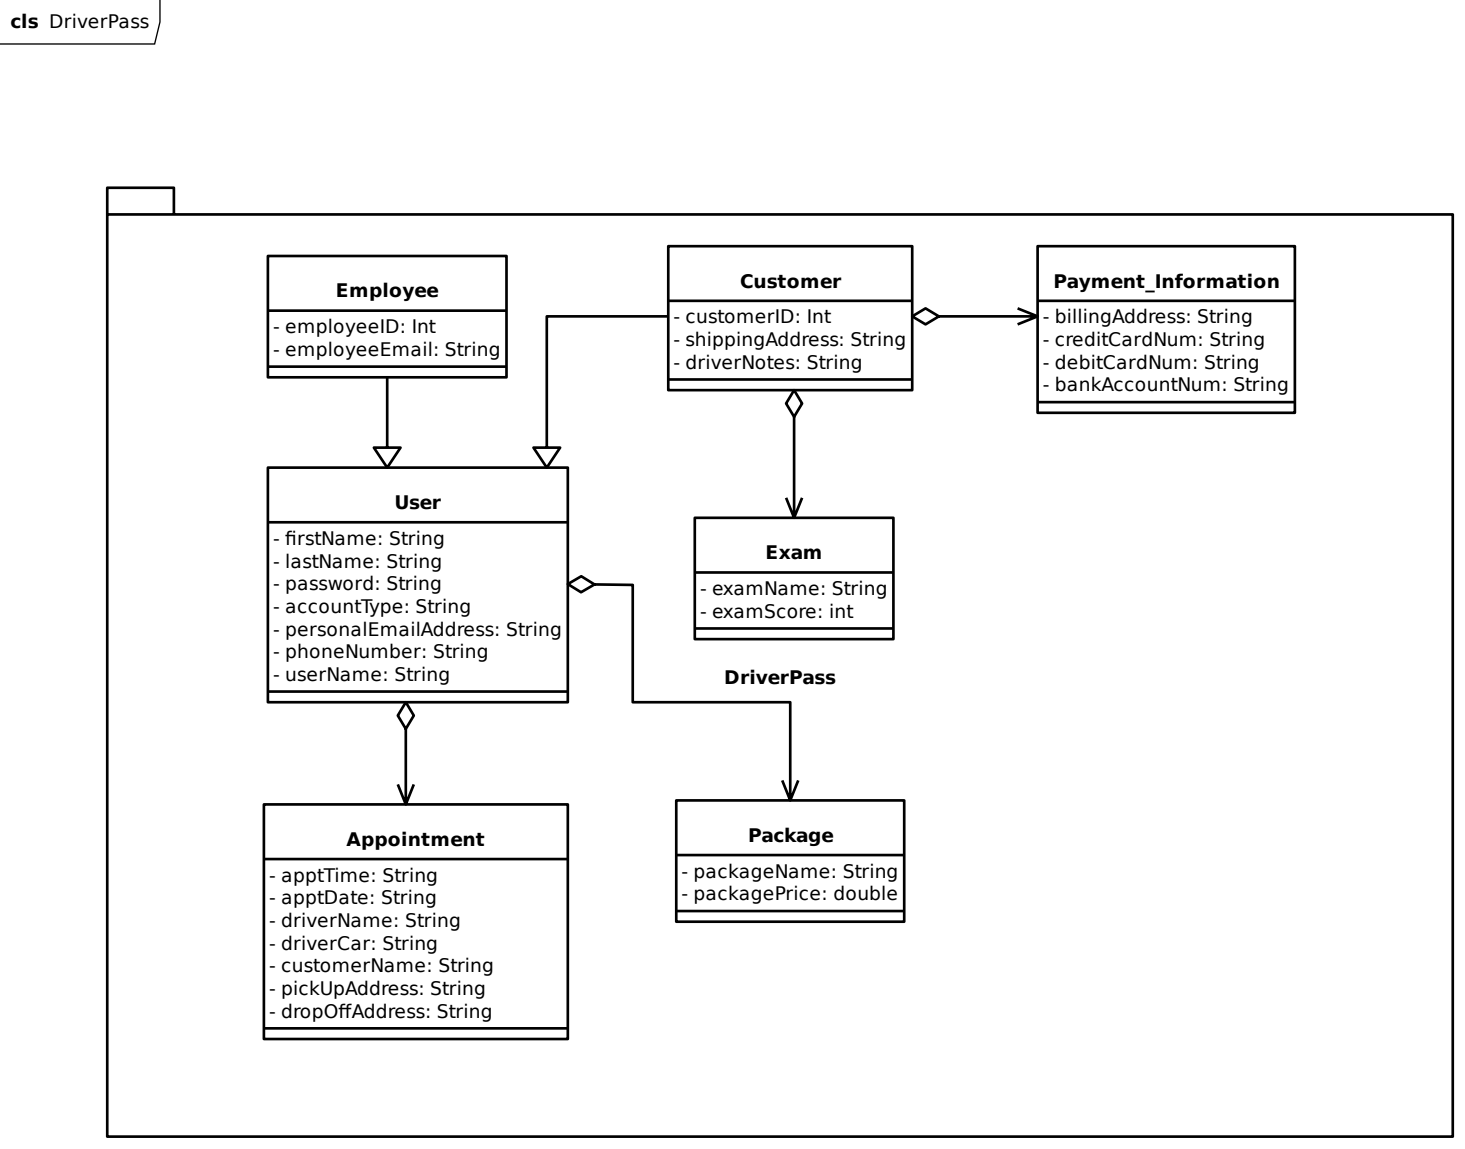 cls DriverPass
Employee
- employeeID: Int
- employeeEmail: String
Customer
- customerID: Int
- shippingAddress: String
- driverNotes: String
Payment_Information
- billingAddress: String
- creditCardNum: String
- debitCardNum: String
- bankAccountNum: String
User
- firstName: String
- lastName: String
- password: String
- accountType: String
- personalEmailAddress: String
- phoneNumber: String
- userName: String
Exam
- examName: String
- examScore: int
DriverPass
Appointment
- apptTime: String
- apptDate: String
- driverName: String
- driverCar: String
- customerName: String
- pickUpAddress: String
- dropOffAddress: String
Package
- packageName: String
- packagePrice: double